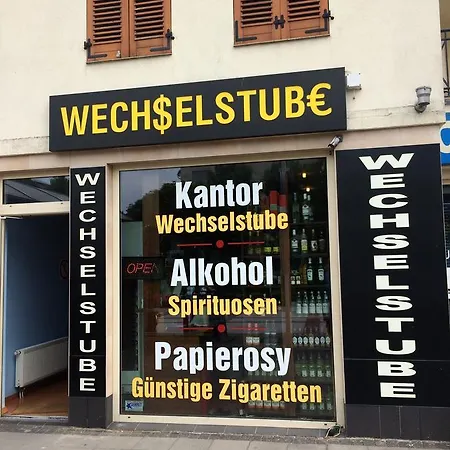 WECH$ELSTUB€
WECHSELSTUBE
Kantor
Wechselstube
OPEN
Alkohol
Spirituosen
Papierosy
Günstige Zigaretten
WECHSELSTUBE